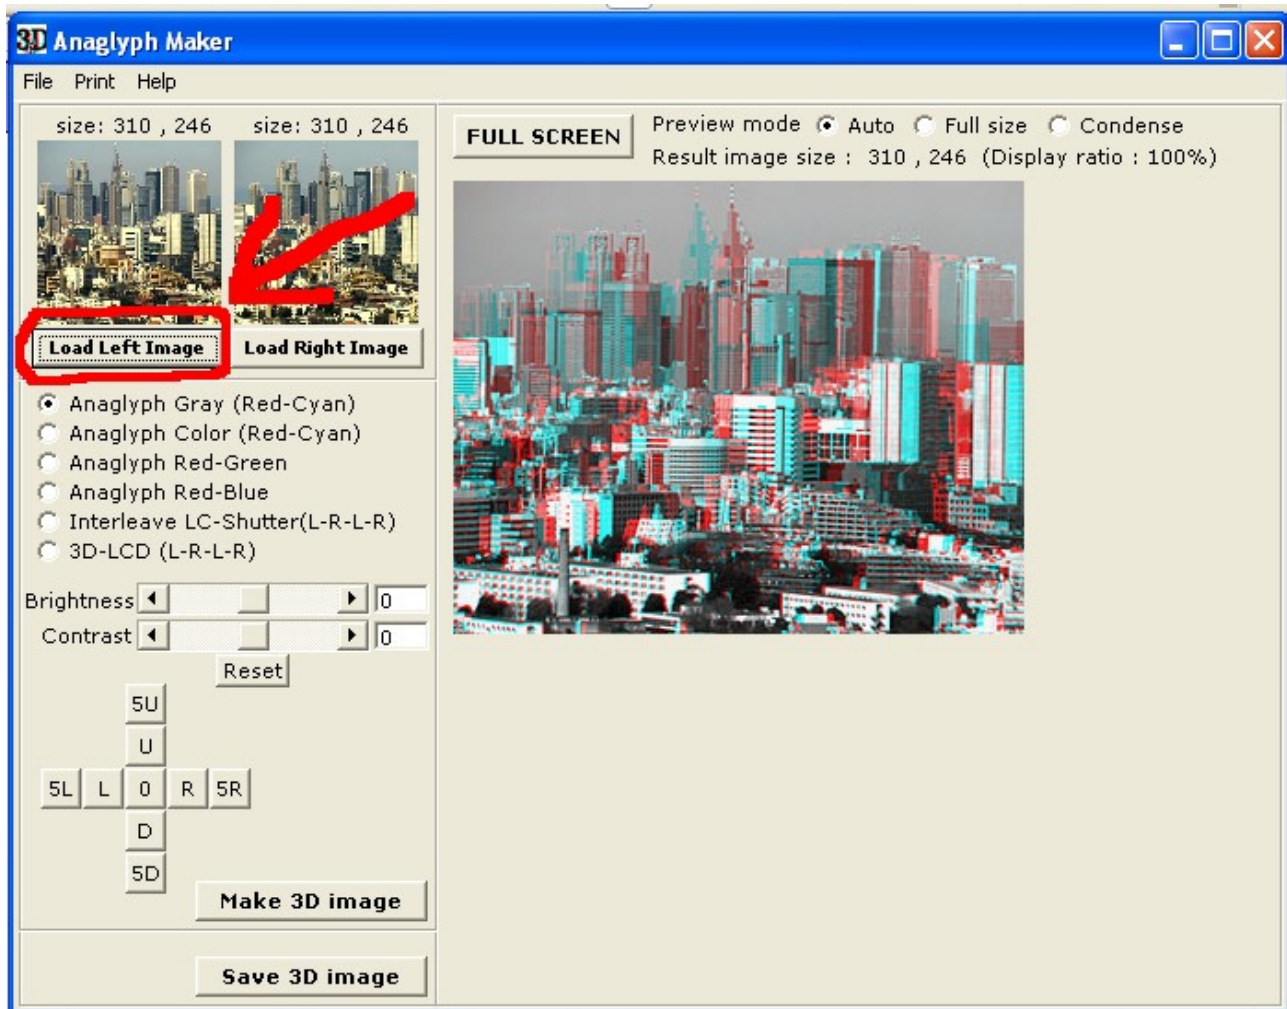 3D Anaglyph Maker
File Print Help
size: 310 , 246 size: 310 , 246
Load Left Image Load Right Image
FULL SCREEN
Preview mode Auto Full size Condense
Result image size : 310 , 246 (Display ratio : 100%)
Anaglyph Gray (Red-Cyan)
Anaglyph Color (Red-Cyan)
Anaglyph Red-Green
Anaglyph Red-Blue
Interleave LC-Shutter(L-R-L-R)
3D-LCD (L-R-L-R)
Brightness 0
Contrast 0
Reset
5U
U
5L L 0 R 5R
D
5D
Make 3D image
Save 3D image